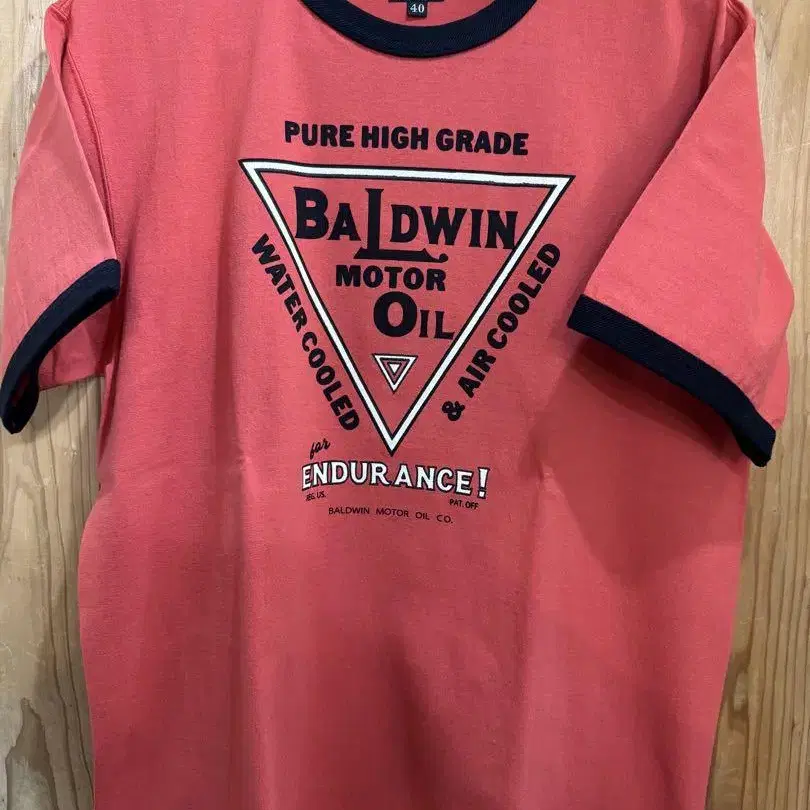 40
PURE HIGH GRADE
BALDWIN
MOTOR
OIL
WATER COOLED
& AIR COOLED
for
ENDURANCE!
REG. U.S.
PAT. OFF
BALDWIN MOTOR OIL CO.